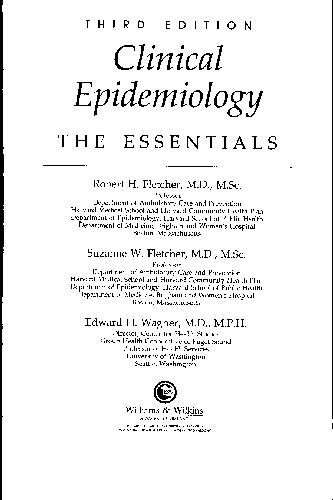 THIRD EDITION
Clinical
Epidemiology
THE ESSENTIALS
Robert H. Fletcher, M.D., M.Sc.
Professor
Department of Ambulatory Care and Prevention
Harvard Medical School and Harvard Community Health Plan
Department of Epidemiology, Harvard School of Public Health
Department of Medicine, Brigham and Women's Hospital
Boston, Massachusetts
Suzanne W. Fletcher, M.D., M.Sc.
Professor
Department of Ambulatory Care and Prevention
Harvard Medical School and Harvard Community Health Plan
Department of Epidemiology, Harvard School of Public Health
Department of Medicine, Brigham and Women's Hospital
Boston, Massachusetts
Edward H. Wagner, M.D., M.P.H.
Director, Center for Health Studies
Group Health Cooperative of Puget Sound
Professor of Health Services
University of Washington
Seattle, Washington
Williams & Wilkins